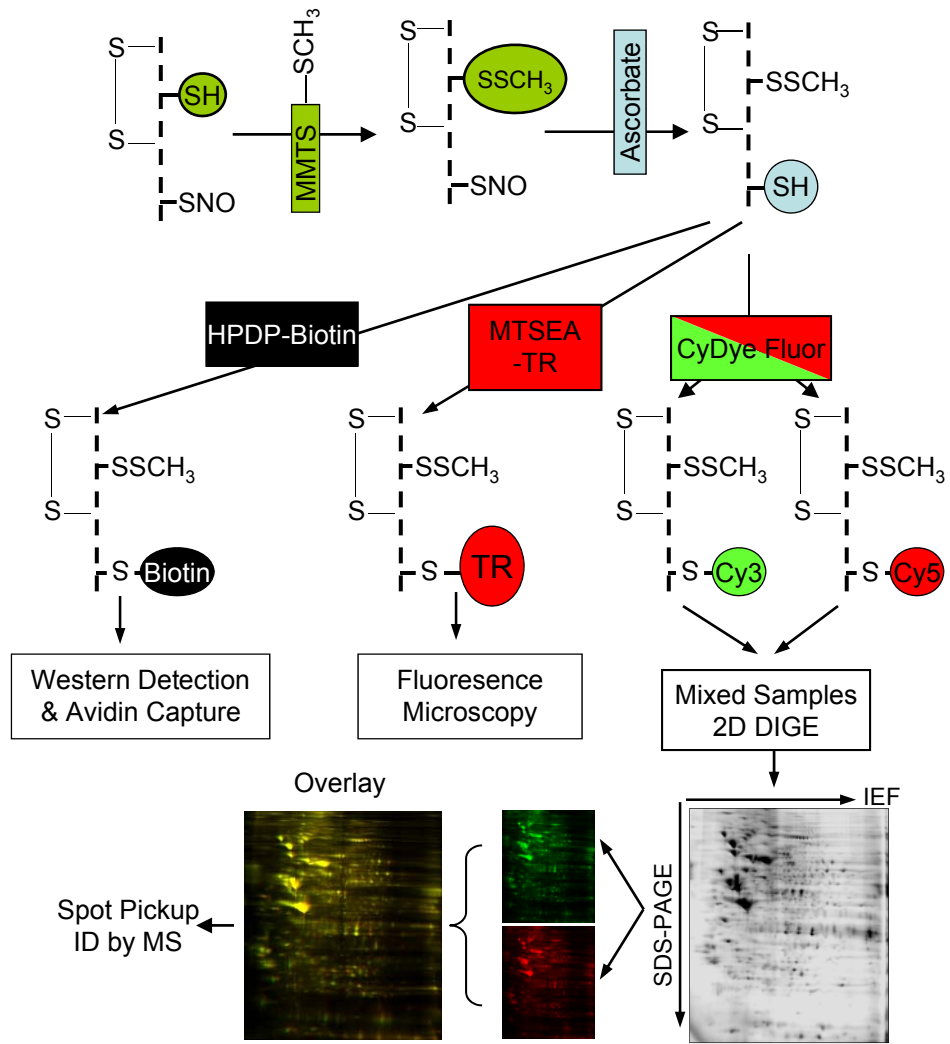 S
SH
S
SNO
SCH₃
MMTS
S
SSCH₃
S
SNO
Ascorbate
S
SSCH₃
S
SH
HPDP-Biotin
MTSEA
-TR
CyDye Fluor
S
SSCH₃
S
S
Biotin
S
SSCH₃
S
S
TR
S
SSCH₃
S
S
Cy3
S
SSCH₃
S
S
Cy5
Western Detection
& Avidin Capture
Fluoresence
Microscopy
Mixed Samples
2D DIGE
Overlay
IEF
SDS-PAGE
Spot Pickup
ID by MS